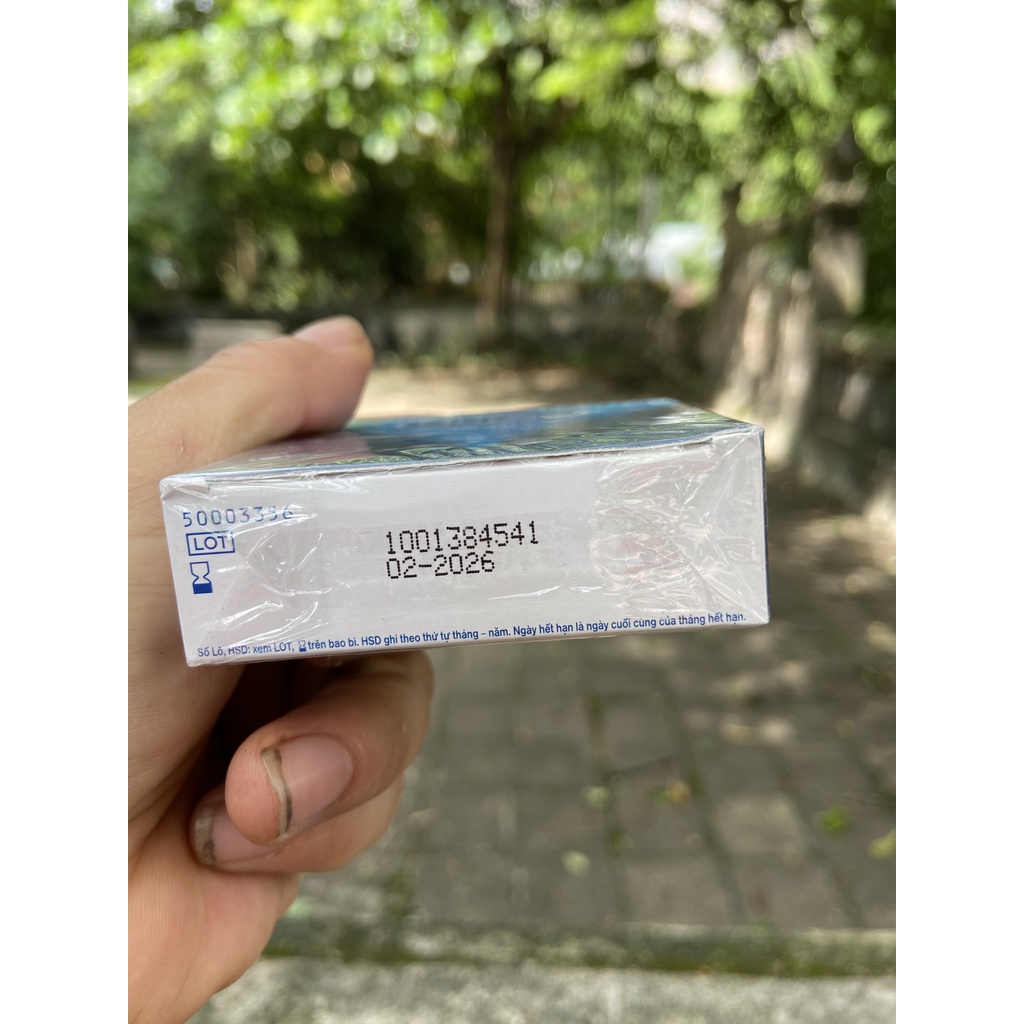 50003356
LOT
1001384541
02-2026
Số Lô, HSD: xem LOT, trên bao bì. HSD ghi theo thứ tự tháng – năm. Ngày hết hạn là ngày cuối cùng của tháng hết hạn.